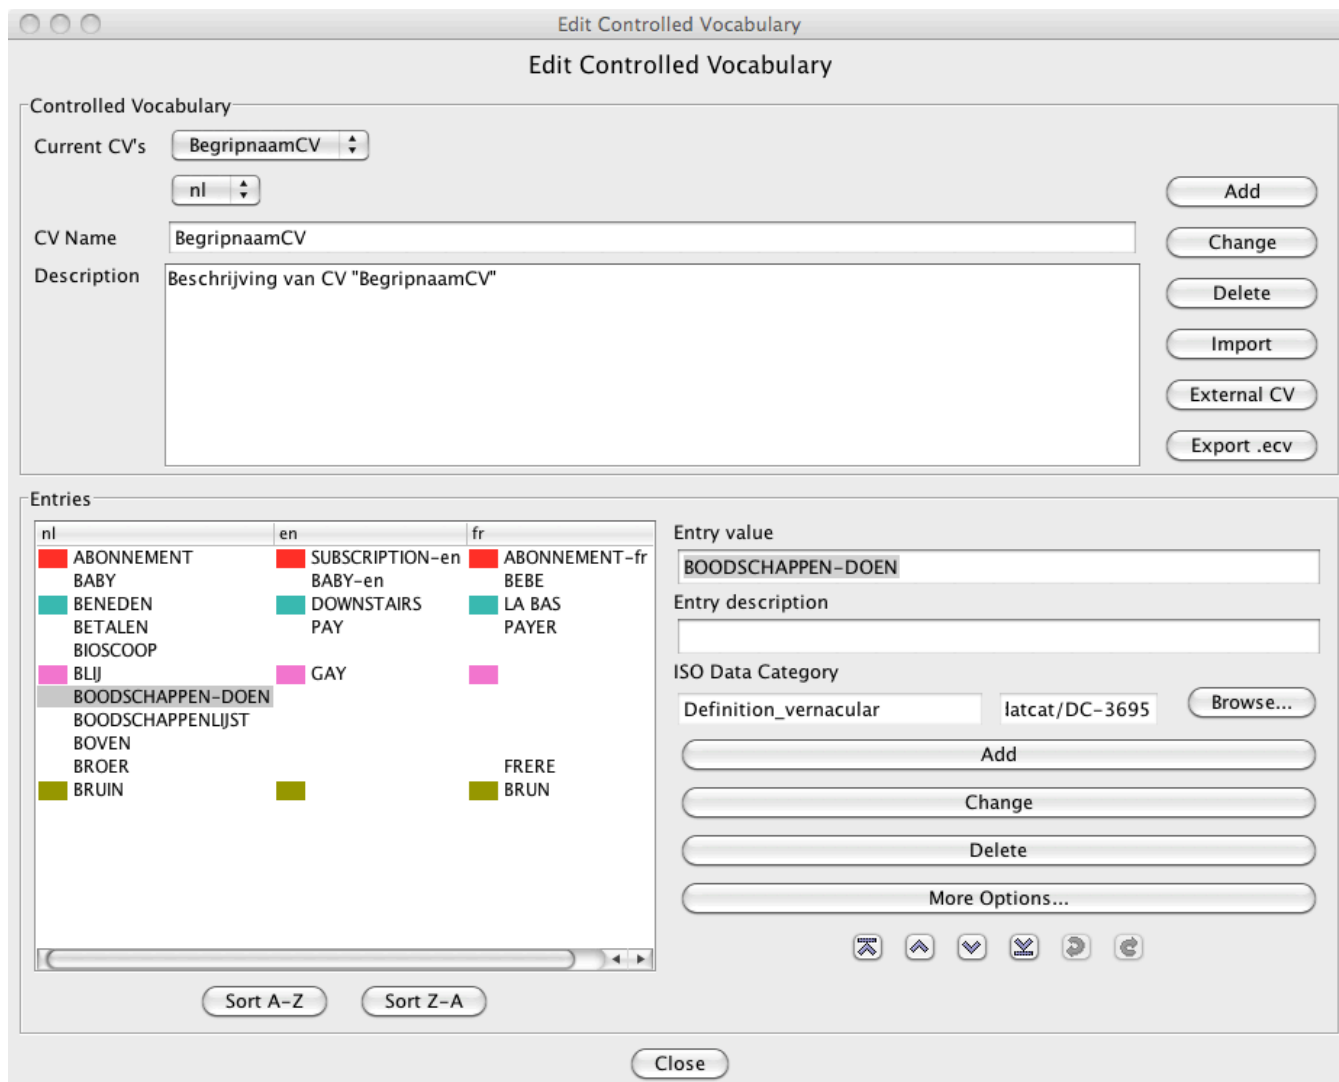 Edit Controlled Vocabulary
Edit Controlled Vocabulary
Controlled Vocabulary
Current CV's BegripnaamCV
nl
Add
CV Name BegripnaamCV
Change
Description Beschrijving van CV "BegripnaamCV"
Delete
Import
External CV
Export .ecv
Entries
nl en fr
ABONNEMENT SUBSCRIPTION-en ABONNEMENT-fr
BABY BABY-en BEBE
BENEDEN DOWNSTAIRS LA BAS
BETALEN PAY PAYER
BIOSCOOP
BLIJ GAY
BOODSCHAPPEN-DOEN
BOODSCHAPPENLIJST
BOVEN
BROER FRERE
BRUIN BRUN
Sort A-Z Sort Z-A
Entry value
BOODSCHAPPEN-DOEN
Entry description
ISO Data Category
Definition_vernacular latcat/DC-3695 Browse...
Add
Change
Delete
More Options...
Close